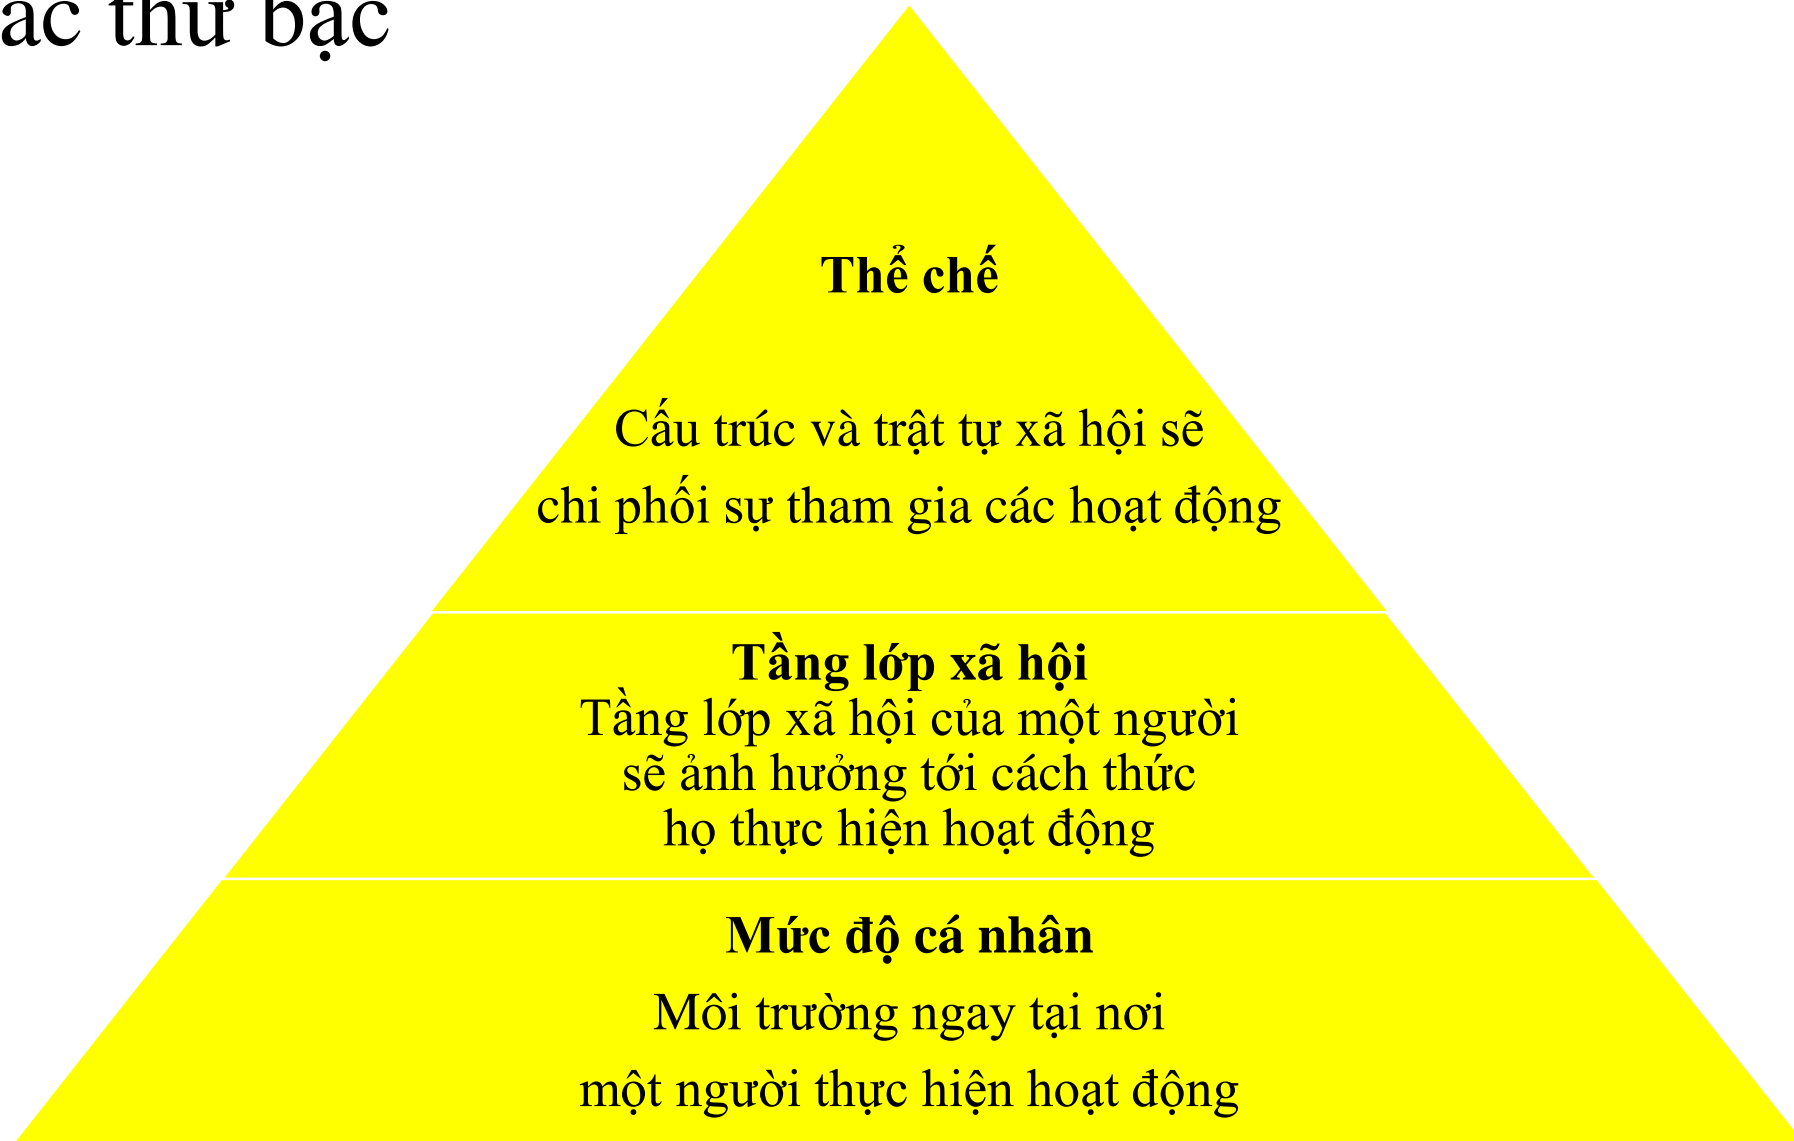 ác thứ bạc
Thể chế
Cấu trúc và trật tự xã hội sẽ
chi phối sự tham gia các hoạt động
Tầng lớp xã hội
Tầng lớp xã hội của một người
sẽ ảnh hưởng tới cách thức
họ thực hiện hoạt động
Mức độ cá nhân
Môi trường ngay tại nơi
một người thực hiện hoạt động